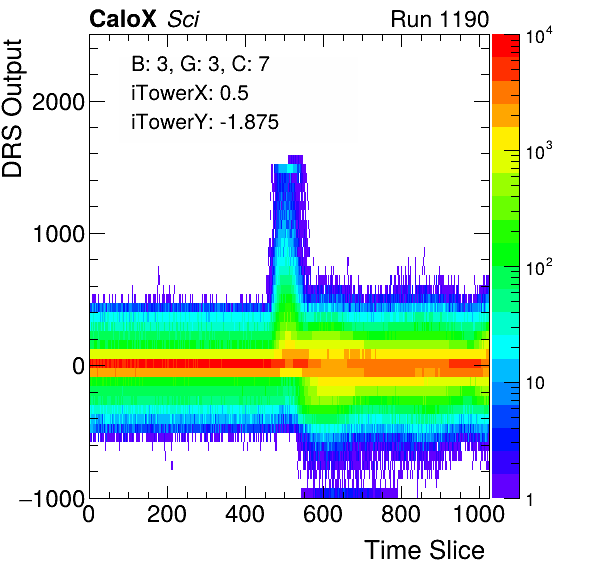 CaloX Sci Run 1190
B: 3, G: 3, C: 7
iTowerX: 0.5
iTowerY: -1.875
DRS Output
2000
1000
0
−1000
0 200 400 600 800 1000
Time Slice
10⁴
10³
10²
10
1